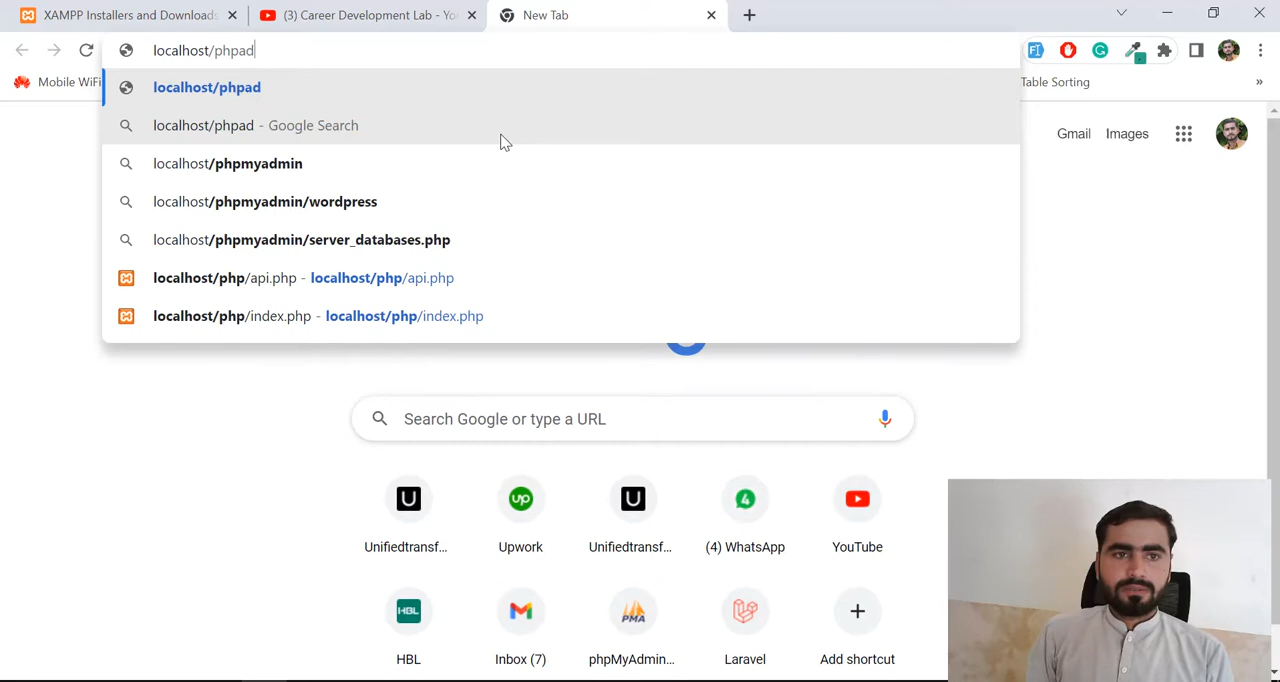 XAMPP Installers and Downloads
(3) Career Development Lab - Yo
New Tab
localhost/phpad
Mobile WiFi
Table Sorting
»
localhost/phpad
localhost/phpad - Google Search
localhost/phpmyadmin
localhost/phpmyadmin/wordpress
localhost/phpmyadmin/server_databases.php
localhost/php/api.php - localhost/php/api.php
localhost/php/index.php - localhost/php/index.php
Gmail
Images
Search Google or type a URL
Unifiedtransf...
Upwork
Unifiedtransf...
(4) WhatsApp
YouTube
HBL
Inbox (7)
phpMyAdmin...
Laravel
Add shortcut
U
up
U
4
HBL
PMA